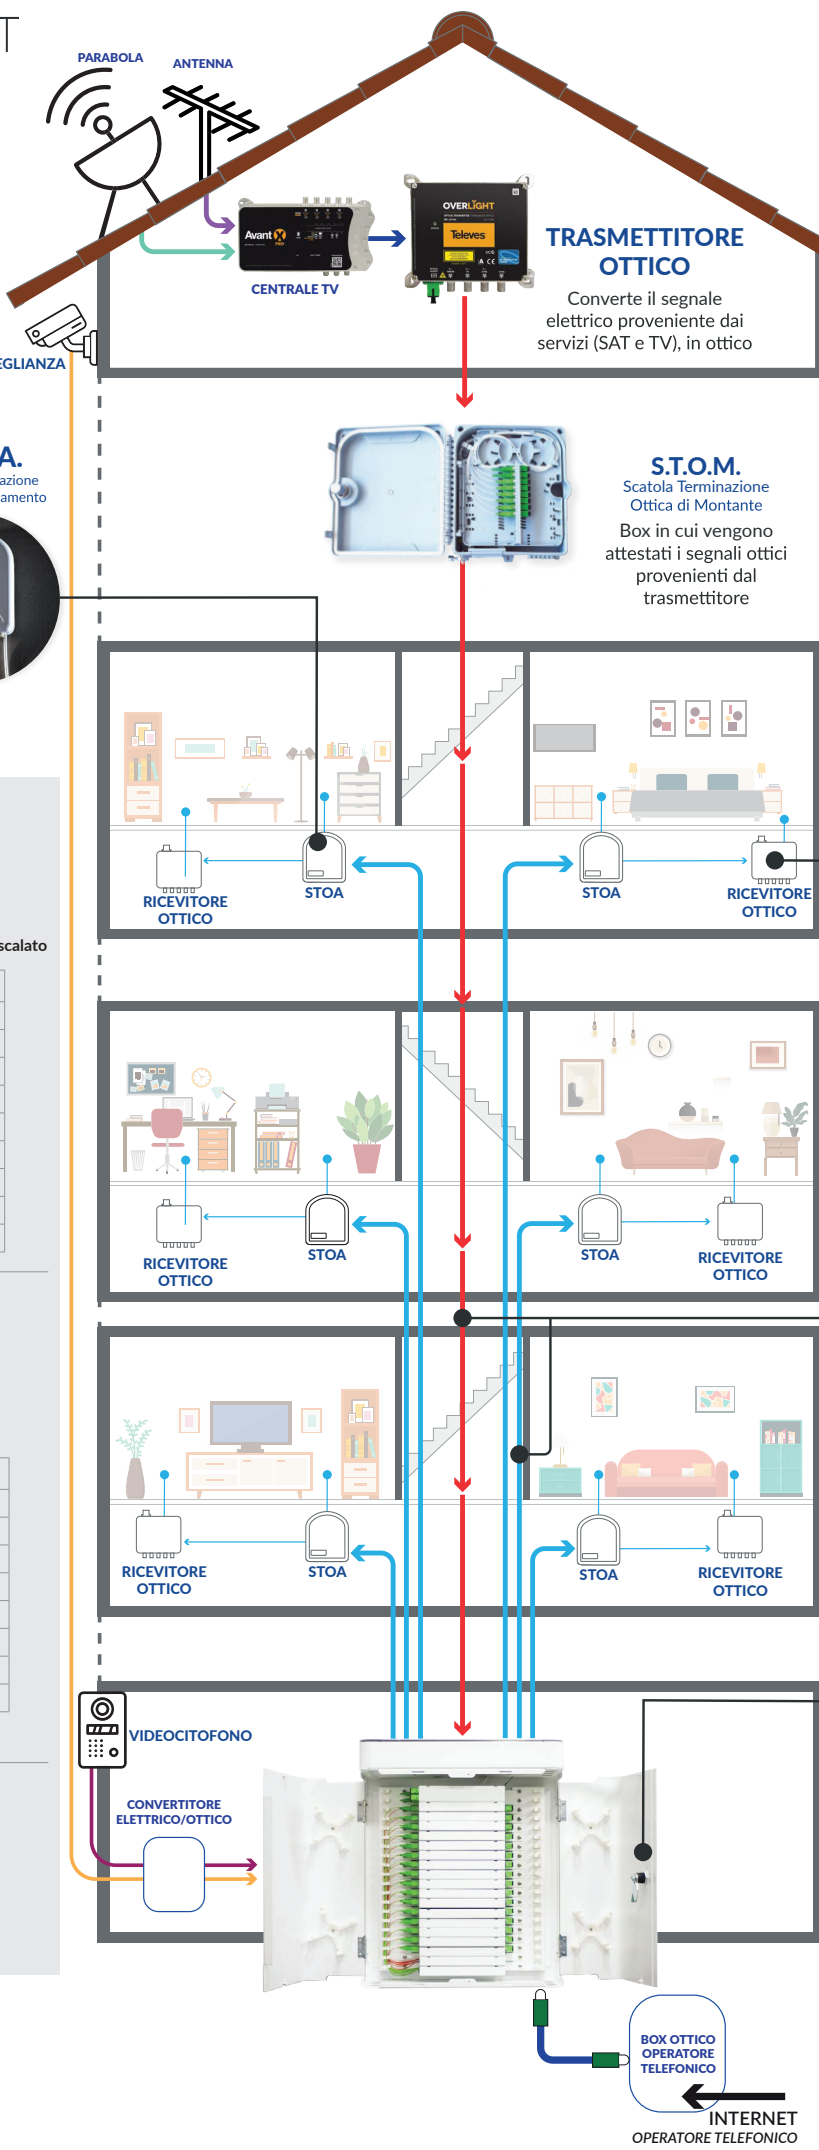 T
PARABOLA
ANTENNA
Avant X
PRO
CENTRALE TV
OVERLIGHT
Televes
TRASMETTITORE
OTTICO
Converte il segnale
elettrico proveniente dai
servizi (SAT e TV), in ottico
EGLIANZA
A.
azione
amento
S.T.O.M.
Scatola Terminazione
Ottica di Montante
Box in cui vengono
attestati i segnali ottici
provenienti dal
trasmettitore
RICEVITORE
OTTICO
STOA
STOA
RICEVITORE
OTTICO
scalato
RICEVITORE
OTTICO
STOA
STOA
RICEVITORE
OTTICO
RICEVITORE
OTTICO
STOA
STOA
RICEVITORE
OTTICO
VIDEOCITOFONO
CONVERTITORE
ELETTRICO/OTTICO
BOX OTTICO
OPERATORE
TELEFONICO
INTERNET
OPERATORE TELEFONICO